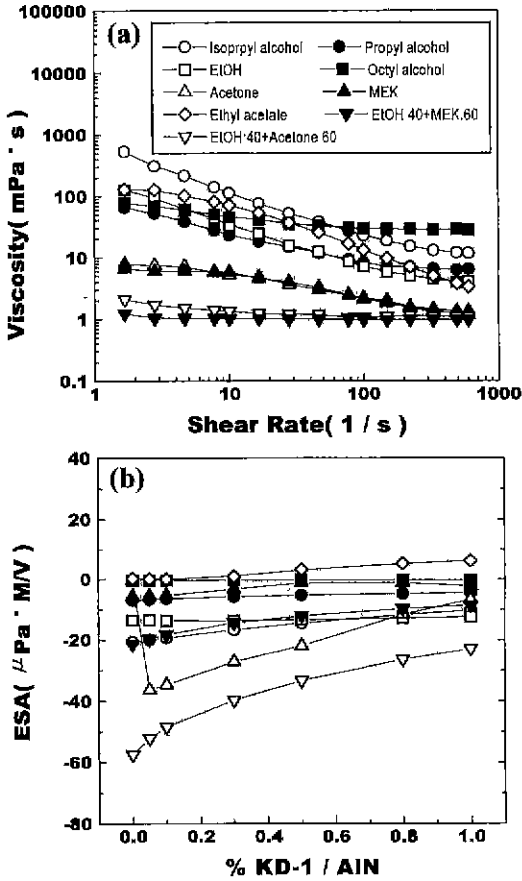 (a)
100000
10000
1000
100
10
1
0.1
Viscosity( mPa · s )
Isoprpyl alcohol
Propyl alcohol
EtOH
Octyl alcohol
Acetone
MEK
Ethyl acetale
EtOH 40+MEK 60
EtOH 40+Acetone 60
1
10
100
1000
Shear Rate( 1 / s )
(b)
40
20
0
-20
-40
-60
-80
ESA( μPa · M/V )
0.0
0.2
0.4
0.6
0.8
1.0
% KD-1 / AlN